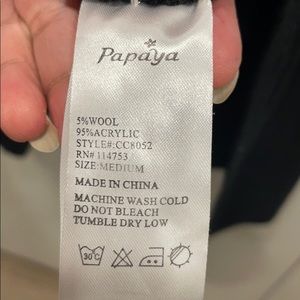 Papaya
5%WOOL
95%ACRYLIC
STYLE#:CC8052
RN# 114753
SIZE:MEDIUM
MADE IN CHINA
MACHINE WASH COLD
DO NOT BLEACH
TUMBLE DRY LOW
30°C